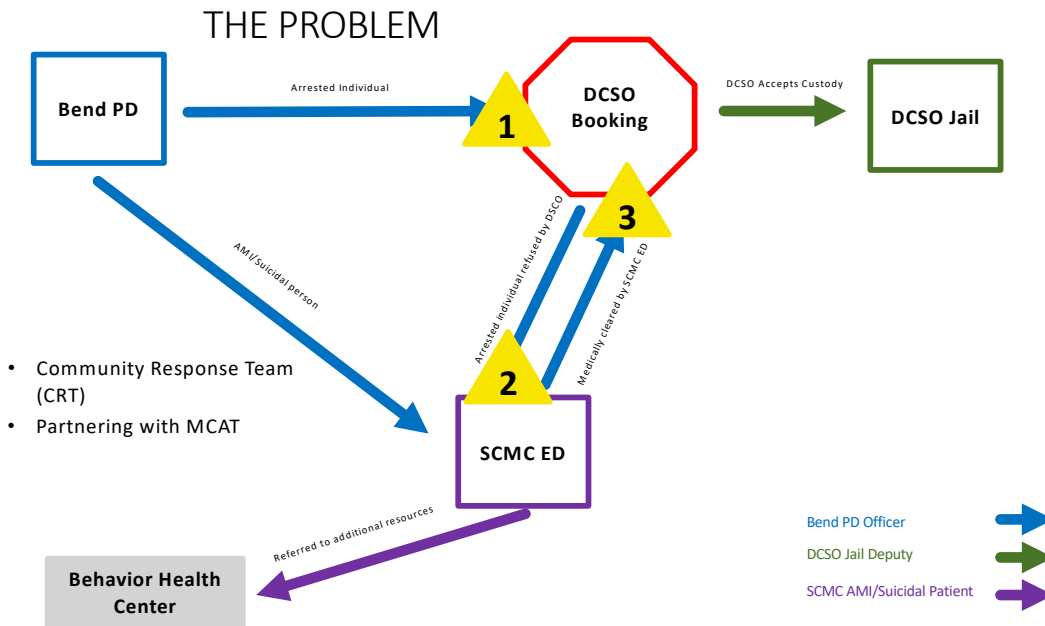 THE PROBLEM
Bend PD
Arrested Individual
1
DCSO
Booking
DCSO Accepts Custody
DCSO Jail
3
AMI/Suicidal person
Arrested individual refused by DSCO
Medically cleared by SCMC ED
• Community Response Team
(CRT)
• Partnering with MCAT
2
SCMC ED
Referred to additional resources
Behavior Health
Center
Bend PD Officer
DCSO Jail Deputy
SCMC AMI/Suicidal Patient